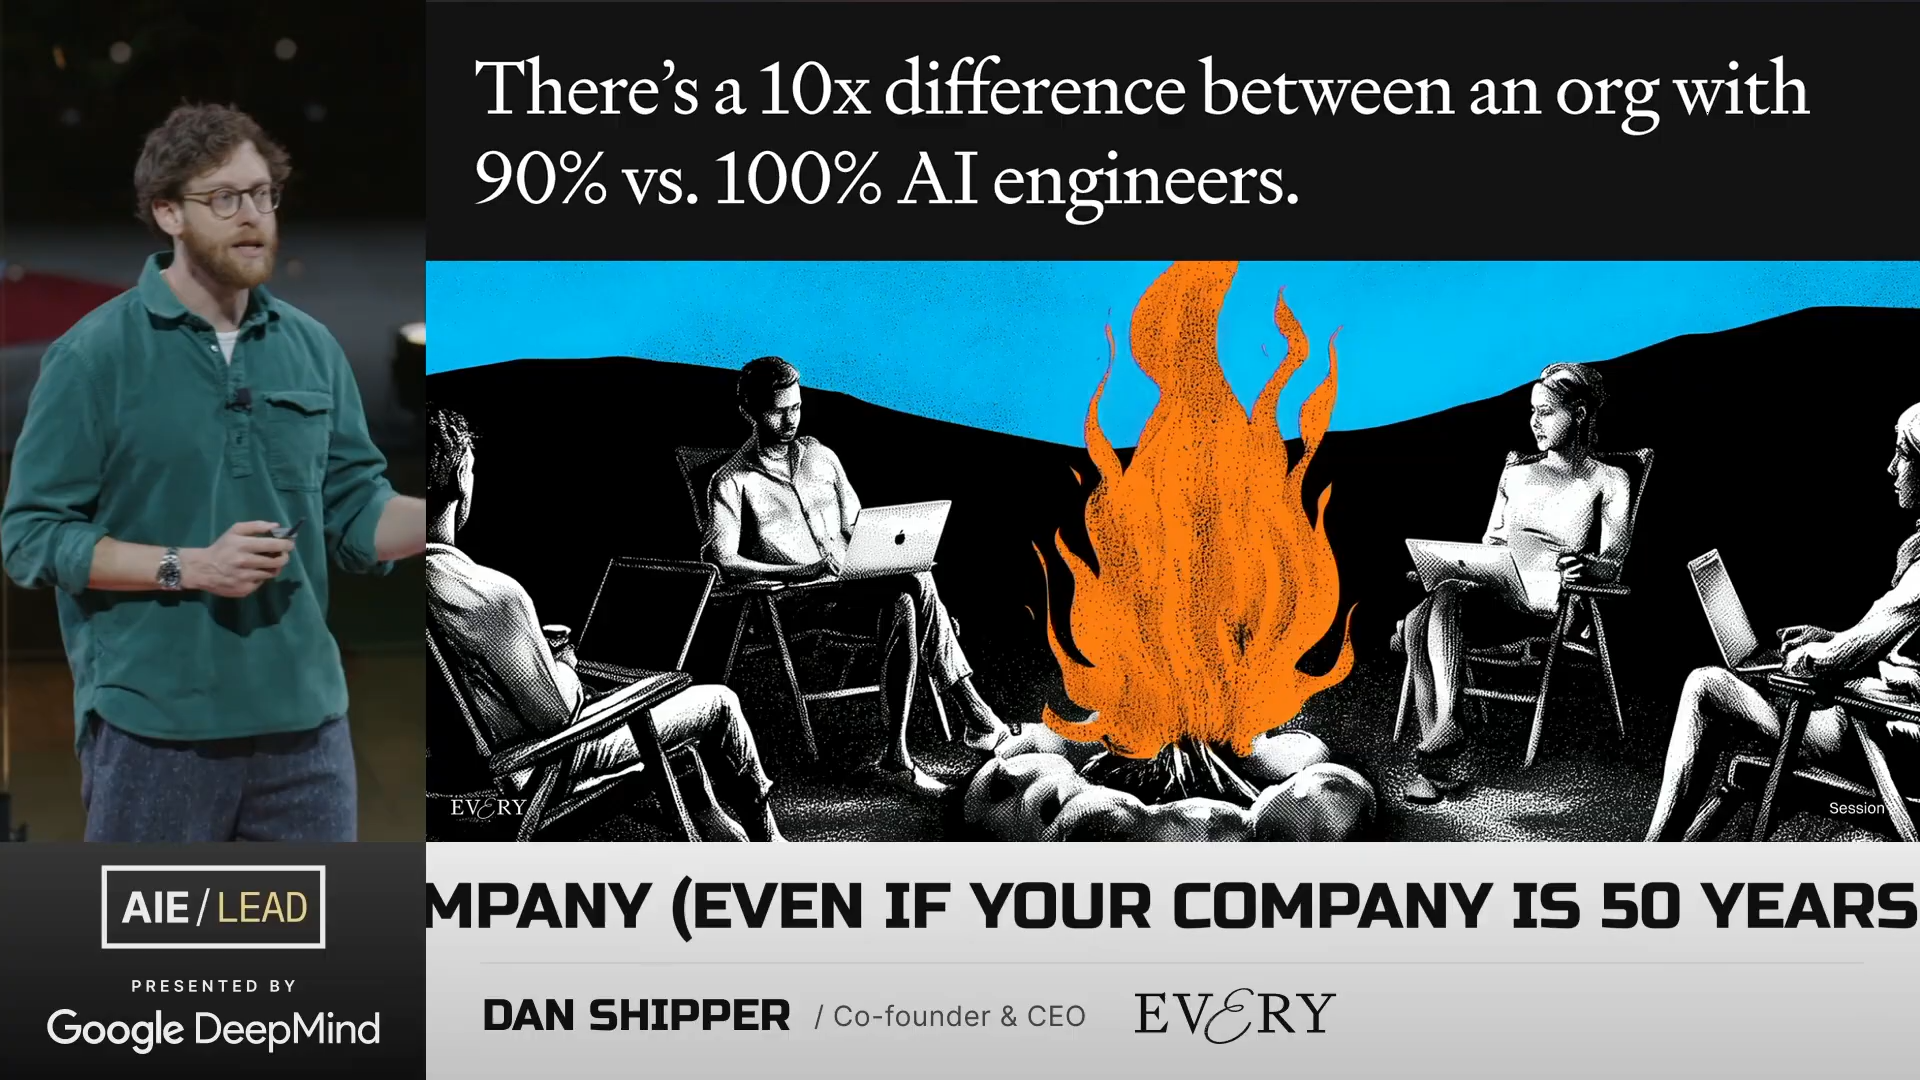 There’s a 10x difference between an org with
90% vs. 100% AI engineers.
EVERY
Session
AIE/LEAD
PRESENTED BY
Google DeepMind
MPANY (EVEN IF YOUR COMPANY IS 50 YEARS
DAN SHIPPER / Co-founder & CEO EVERY